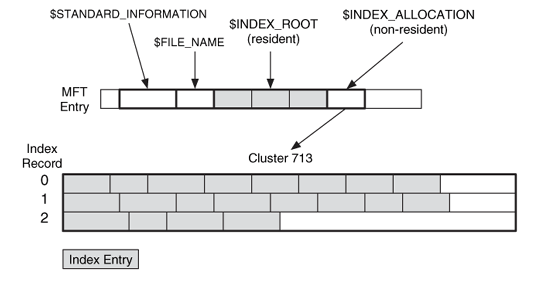 $STANDARD_INFORMATION
$FILE_NAME
$INDEX_ROOT
(resident)
$INDEX_ALLOCATION
(non-resident)
MFT
Entry
Cluster 713
Index
Record
0
1
2
Index Entry